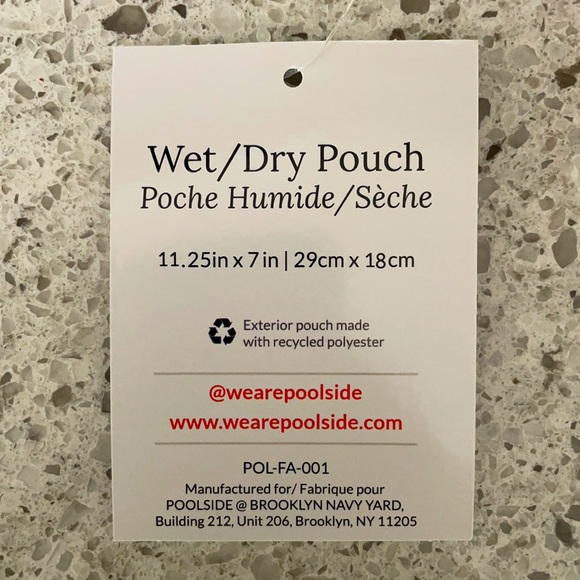 Wet/Dry Pouch
Poche Humide/Sèche
11.25in x 7in | 29cm x 18cm
Exterior pouch made
with recycled polyester
@wearepoolside
www.wearepoolside.com
POL-FA-001
Manufactured for/ Fabrique pour
POOLSIDE @ BROOKLYN NAVY YARD,
Building 212, Unit 206, Brooklyn, NY 11205